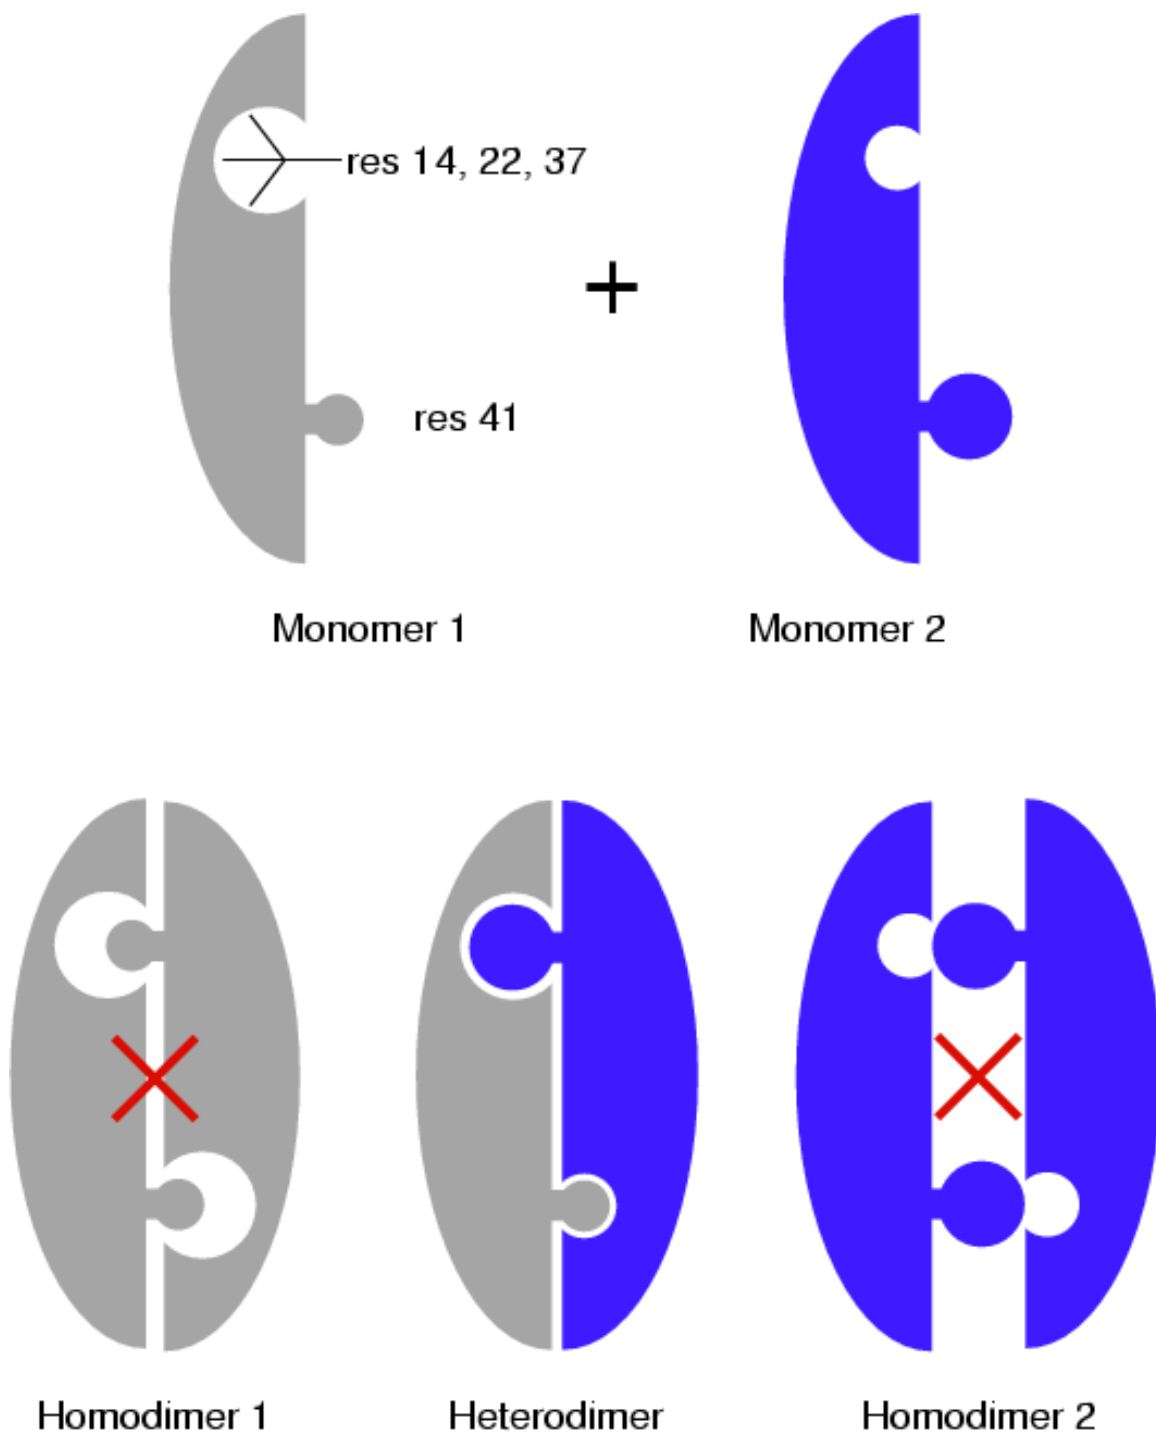 res 14, 22, 37
+
res 41
Monomer 1
Monomer 2
Homodimer 1
Heterodimer
Homodimer 2